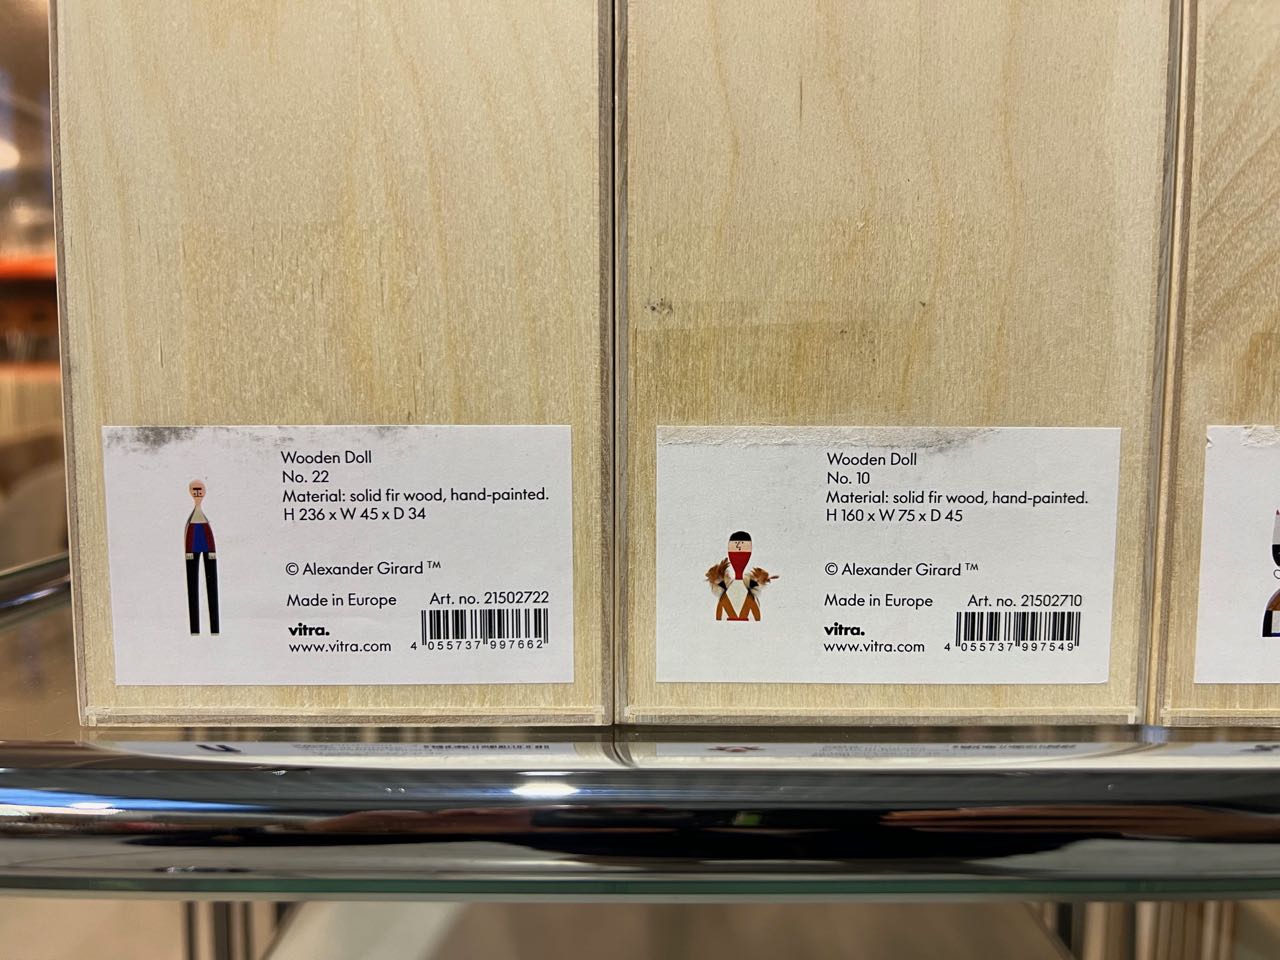 Wooden Doll
No. 22
Material: solid fir wood, hand-painted.
H 236 x W 45 x D 34
© Alexander Girard ™
Made in Europe
Art. no. 21502722
vitra.
www.vitra.com
4 055737 997662
Wooden Doll
No. 10
Material: solid fir wood, hand-painted.
H 160 x W 75 x D 45
© Alexander Girard ™
Made in Europe
Art. no. 21502710
vitra.
www.vitra.com
4 055737 997549